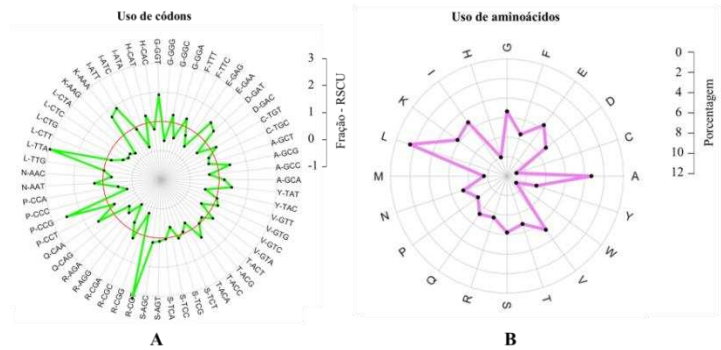 Uso de códons
G-GGT
G-GGG
G-GGC
G-GGA
F-TTT
F-TTC
E-GAG
E-GAA
D-GAT
D-GAC
C-TGT
C-TGC
A-GCT
A-GCG
A-GCC
A-GCA
Y-TAT
Y-TAC
V-GTT
V-GTG
V-GTC
V-GTA
T-ACT
T-ACG
T-ACC
T-ACA
S-TCT
S-TCG
S-TCC
S-TCA
S-AGT
S-AGC
R-CGT
R-CGG
R-CGC
R-CGA
R-AGG
R-AGA
Q-CAG
Q-CAA
P-CCT
P-CCG
P-CCC
P-CCA
N-AAT
N-AAC
L-TTG
L-TTA
L-CTT
L-CTG
L-CTC
L-CTA
K-AAG
K-AAA
I-ATT
I-ATC
I-ATA
H-CAT
H-CAC
3
2
1
0
-1
Fração - RSCU
A
Uso de aminoácidos
G
F
E
D
C
A
Y
W
V
T
S
R
Q
P
N
M
L
K
I
H
0
2
4
6
8
10
12
Porcentagem
B